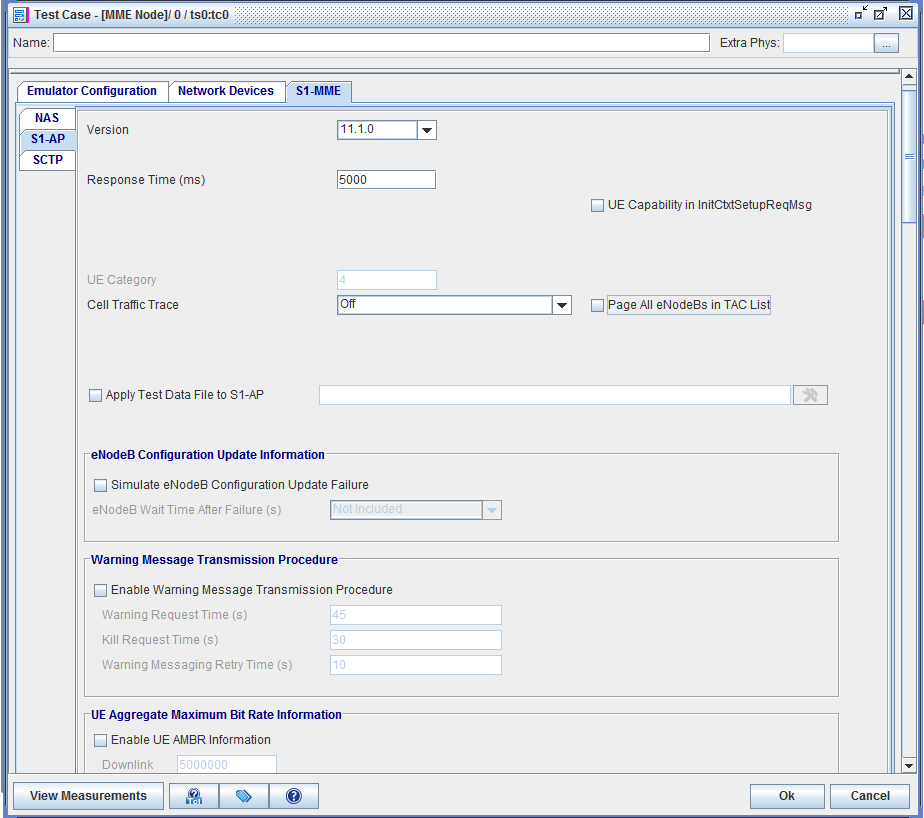 Test Case - [MME Node]/ 0 / ts0:tc0
Name: Extra Phys: ...
Emulator Configuration Network Devices S1-MME
NAS
S1-AP
SCTP
Version 11.1.0
Response Time (ms) 5000
UE Capability in InitCtxtSetupReqMsg
UE Category 4
Cell Traffic Trace Off Page All eNodeBs in TAC List
Apply Test Data File to S1-AP
eNodeB Configuration Update Information
Simulate eNodeB Configuration Update Failure
eNodeB Wait Time After Failure (s) Not Included
Warning Message Transmission Procedure
Enable Warning Message Transmission Procedure
Warning Request Time (s) 45
Kill Request Time (s) 30
Warning Messaging Retry Time (s) 10
UE Aggregate Maximum Bit Rate Information
Enable UE AMBR Information
Downlink 5000000
View Measurements Tcl ? Ok Cancel